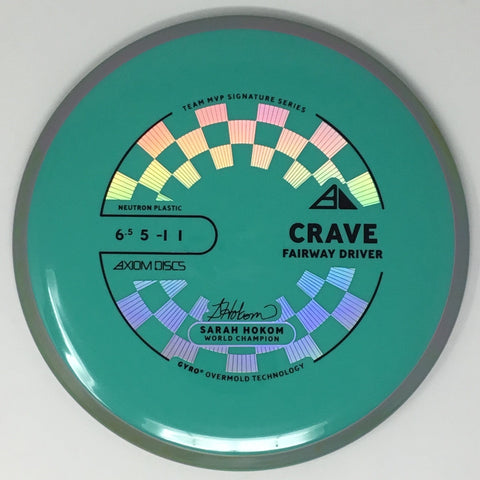 TEAM MVP SIGNATURE SERIES
NEUTRON PLASTIC
6.5 5 -1 1
AXIOM DISCS
CRAVE
FAIRWAY DRIVER
SHokom
SARAH HOKOM
WORLD CHAMPION
GYRO® OVERMOLD TECHNOLOGY